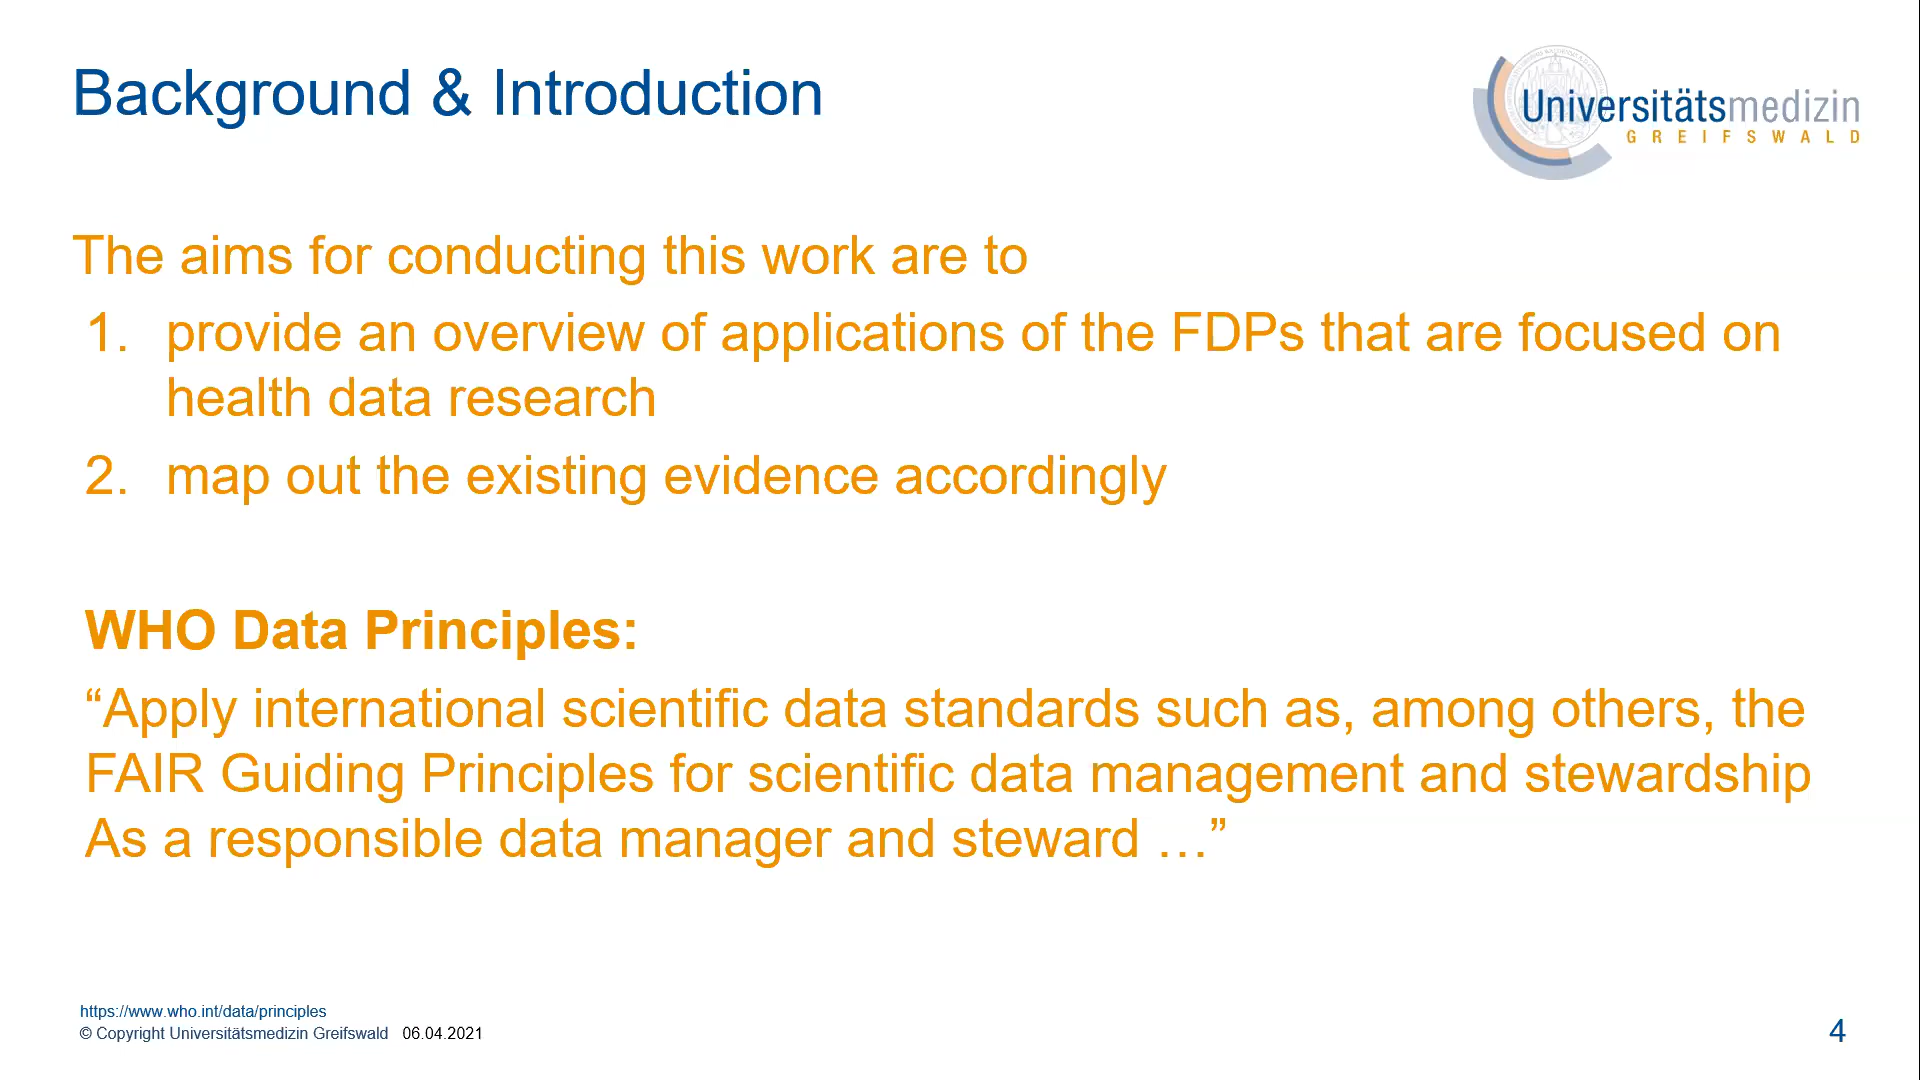 Background & Introduction
Universitätsmedizin
GREIFSWALD
The aims for conducting this work are to
1. provide an overview of applications of the FDPs that are focused on
health data research
2. map out the existing evidence accordingly
WHO Data Principles:
“Apply international scientific data standards such as, among others, the
FAIR Guiding Principles for scientific data management and stewardship
As a responsible data manager and steward …”
https://www.who.int/data/principles
© Copyright Universitätsmedizin Greifswald 06.04.2021
4